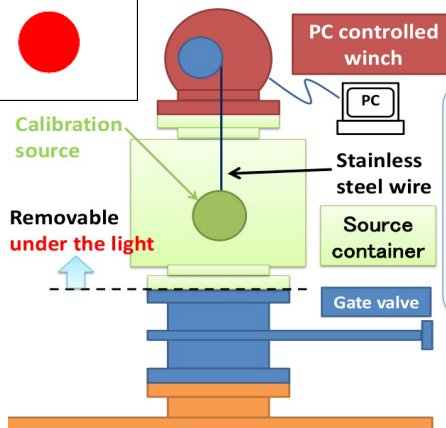 PC controlled
winch
PC
Calibration
source
Stainless
steel wire
Removable
under the light
Source
container
Gate valve